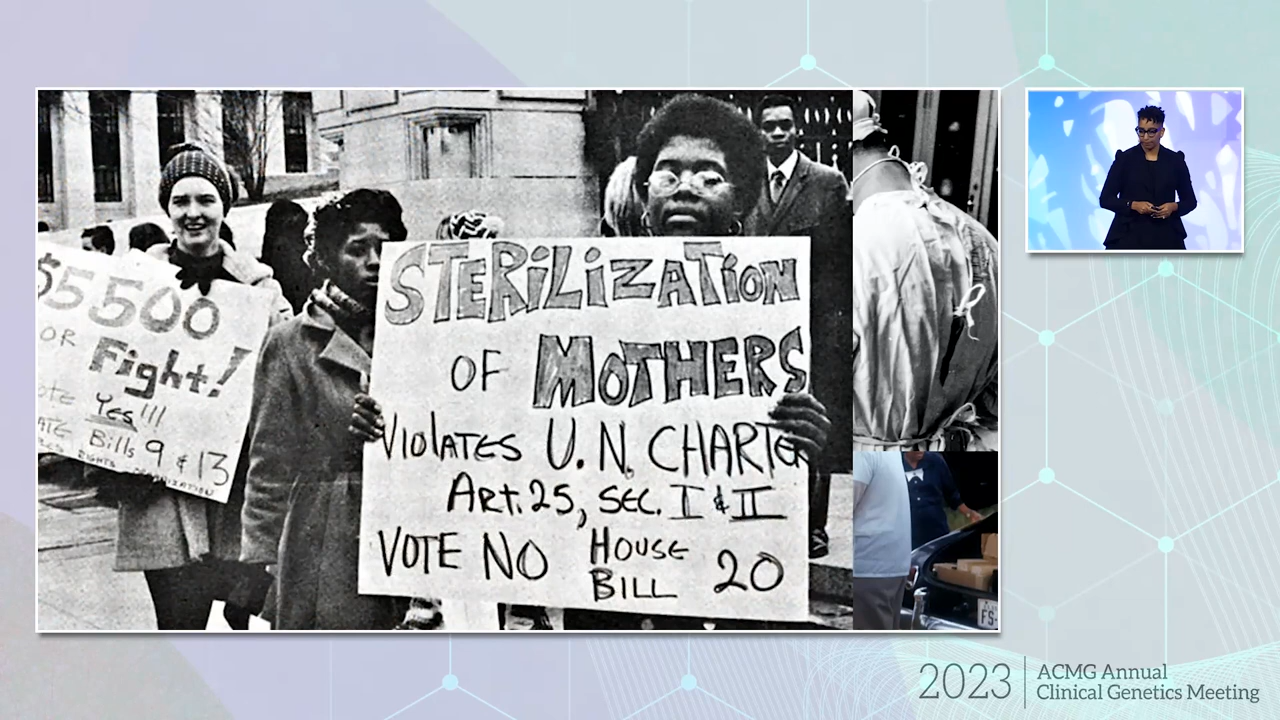 $5500
OR Fight!
Yes!!!
Bills 9 & 13
STERILIZATION
OF MOTHERS
VIOLATES U.N. CHARTER
ART. 25, SEC. I & II
VOTE NO HOUSE
BILL 20
FS-
2023
ACMG Annual
Clinical Genetics Meeting